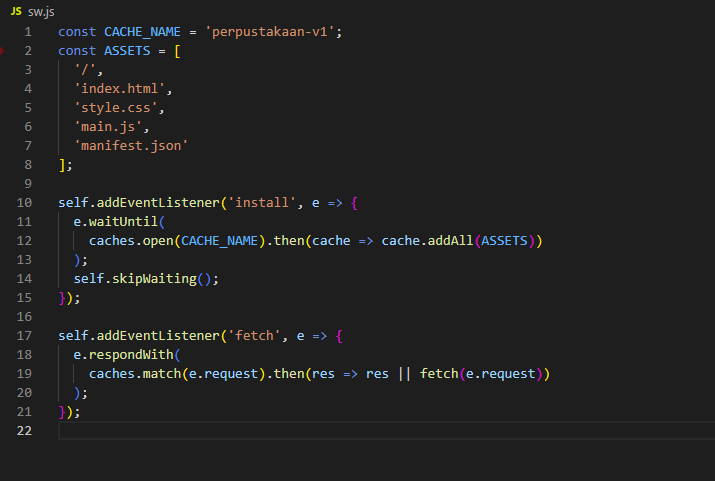 JS sw.js
1 const CACHE_NAME = 'perpustakaan-v1';
2 const ASSETS = [
3   '/',
4   'index.html',
5   'style.css',
6   'main.js',
7   'manifest.json'
8 ];
9
10 self.addEventListener('install', e => {
11   e.waitUntil(
12     caches.open(CACHE_NAME).then(cache => cache.addAll(ASSETS))
13   );
14   self.skipWaiting();
15 });
16
17 self.addEventListener('fetch', e => {
18   e.respondWith(
19     caches.match(e.request).then(res => res || fetch(e.request))
20   );
21 });
22